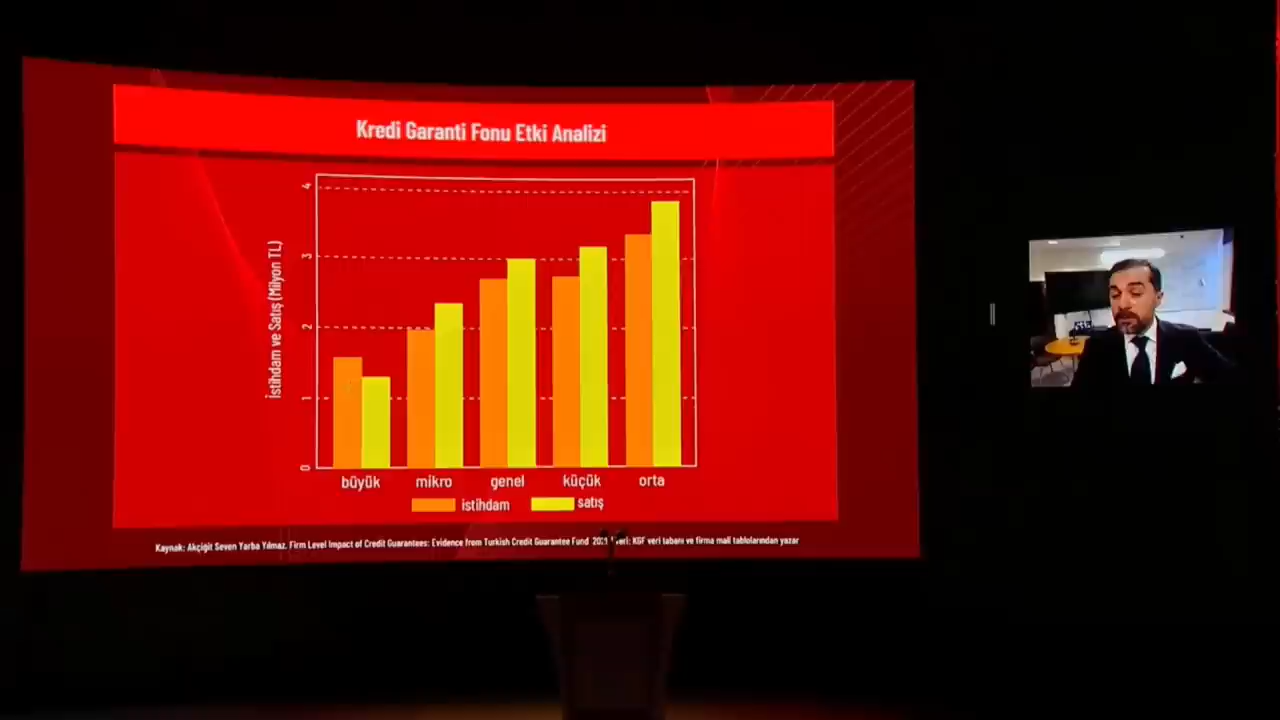 Kredi Garanti Fonu Etki Analizi
İstihdam ve Satış (Milyon TL)
4
3
2
1
0
büyük mikro genel küçük orta
istihdam satış
Kaynak: Akçiğit Seven Yarba Yılmaz. Firm Level Impact of Credit Guarantees: Evidence from Turkish Credit Guarantee Fund KGF veri tabanı ve firma mali tablolarından yazar